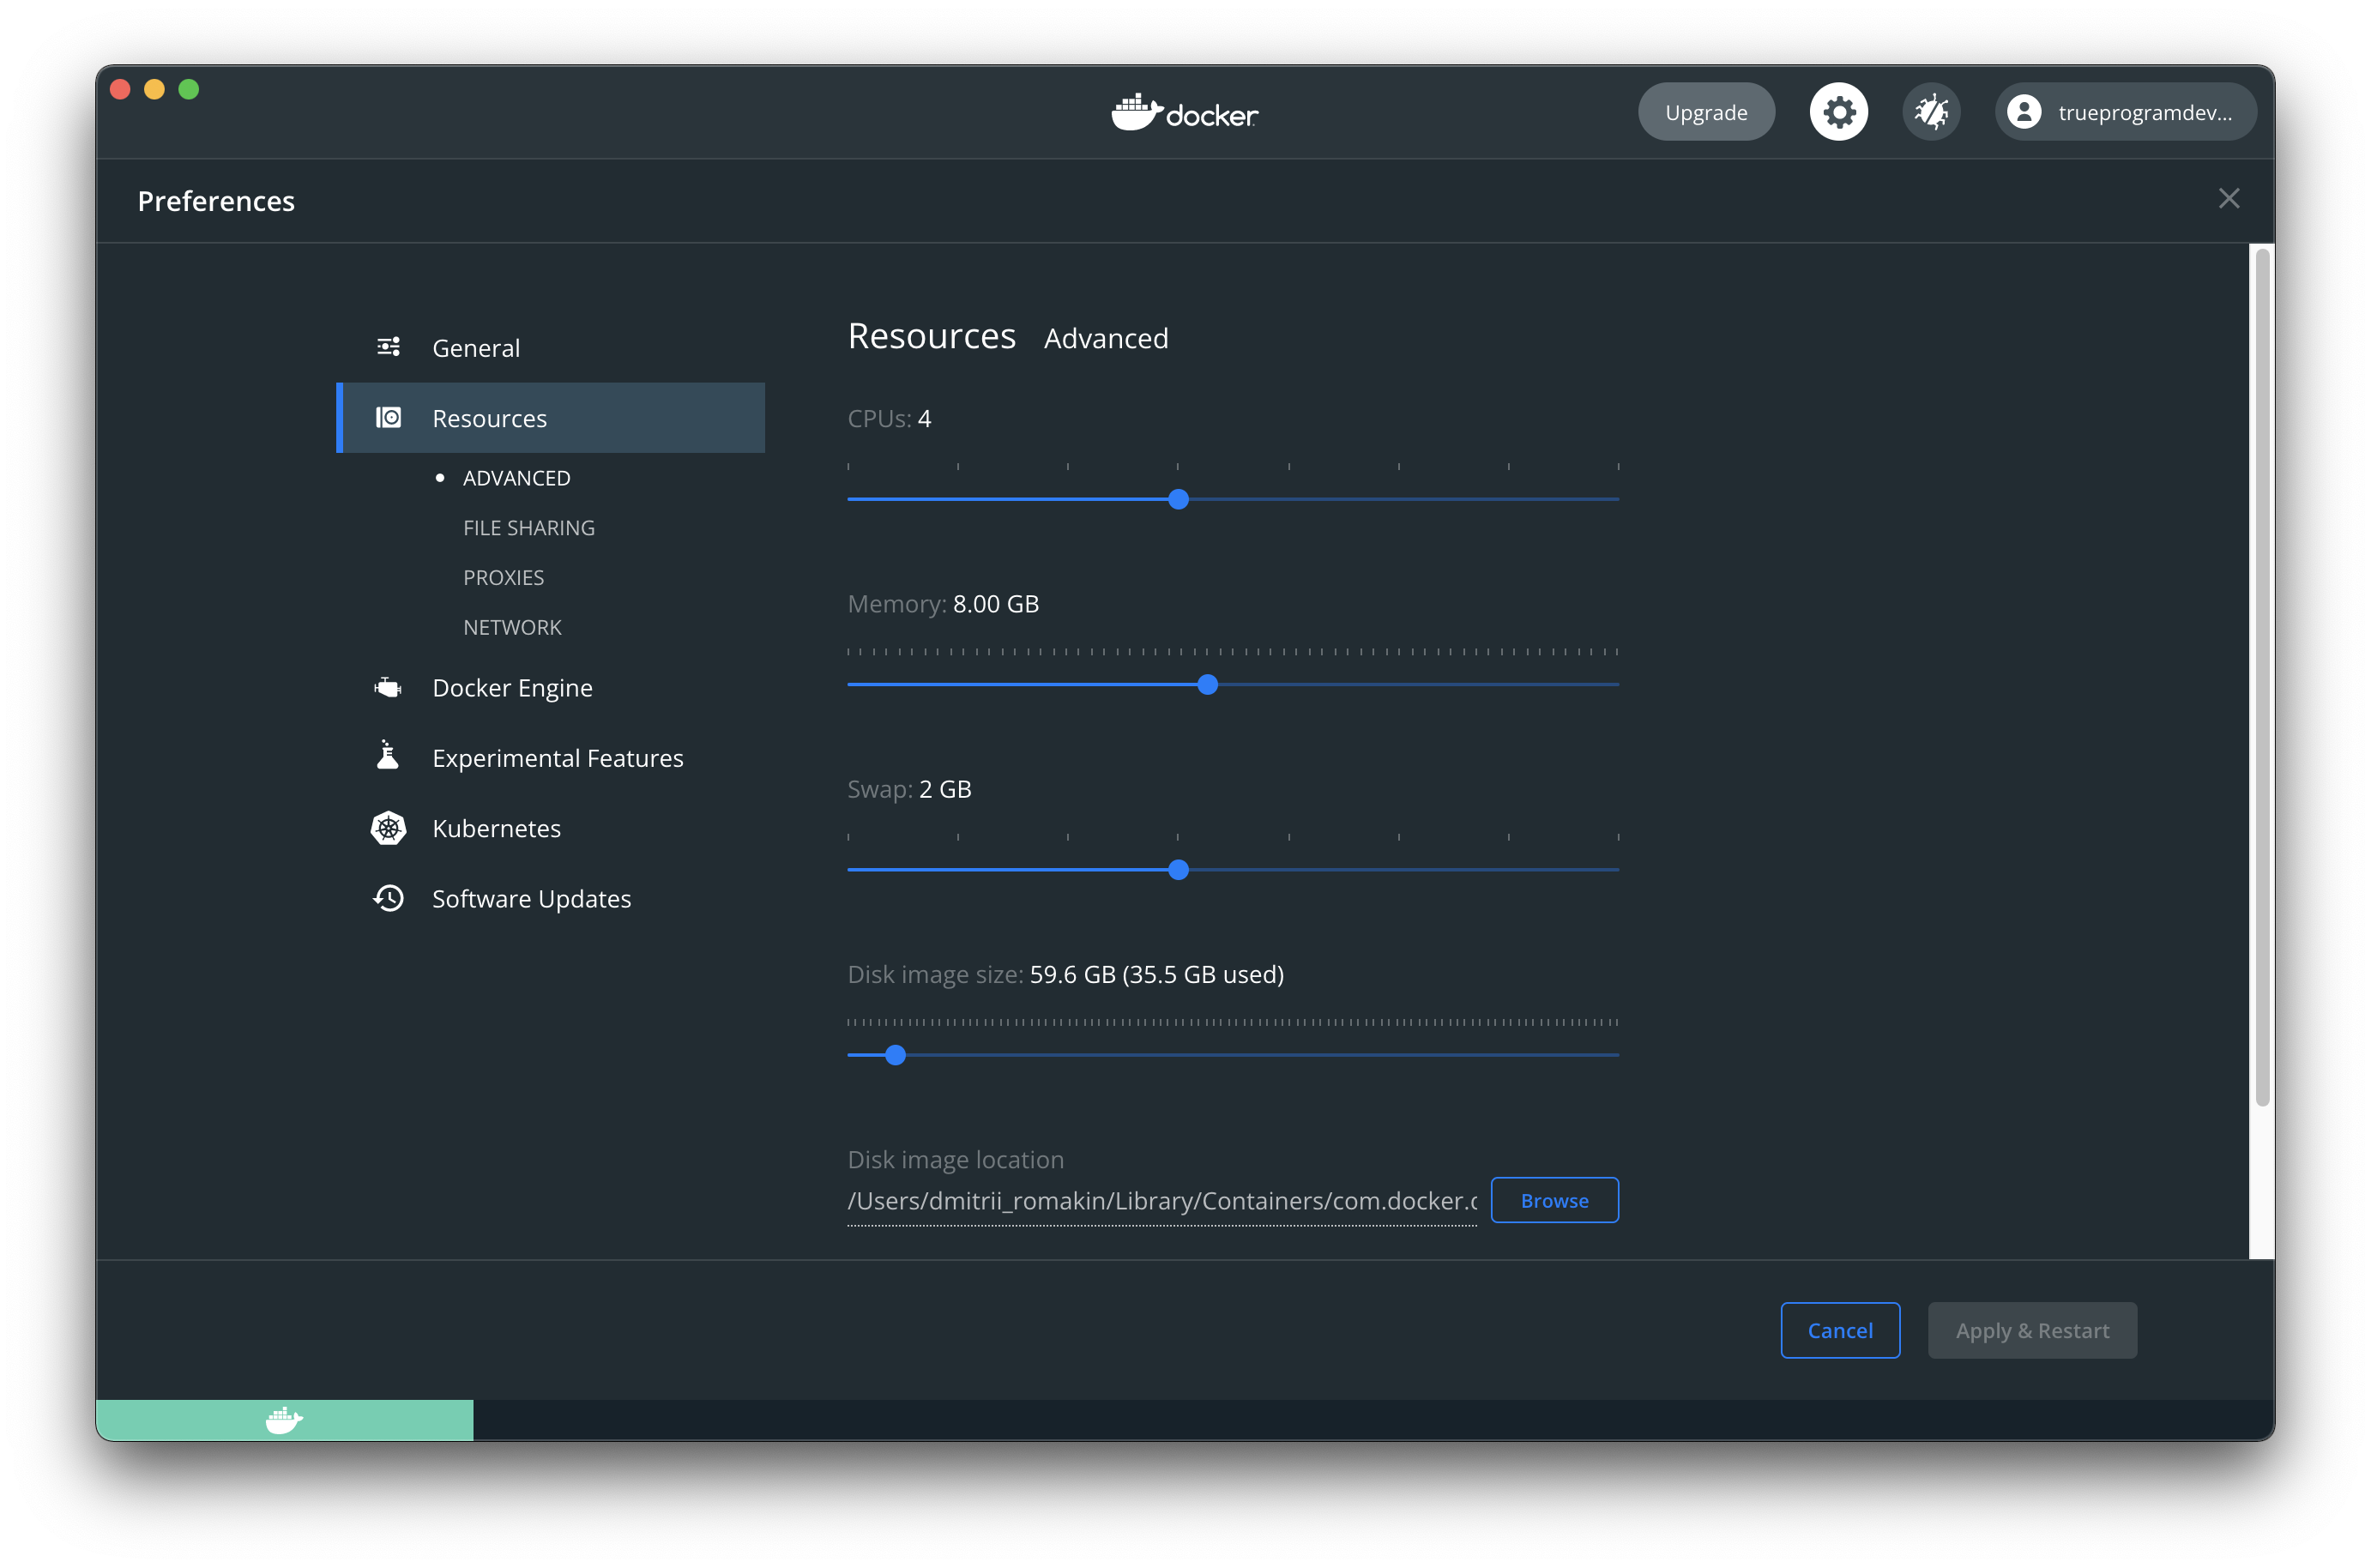 docker
Upgrade
trueprogramdev...
Preferences
General
Resources
ADVANCED
FILE SHARING
PROXIES
NETWORK
Docker Engine
Experimental Features
Kubernetes
Software Updates
Resources Advanced
CPUs: 4
Memory: 8.00 GB
Swap: 2 GB
Disk image size: 59.6 GB (35.5 GB used)
Disk image location
/Users/dmitrii_romakin/Library/Containers/com.docker.d
Browse
Cancel
Apply & Restart